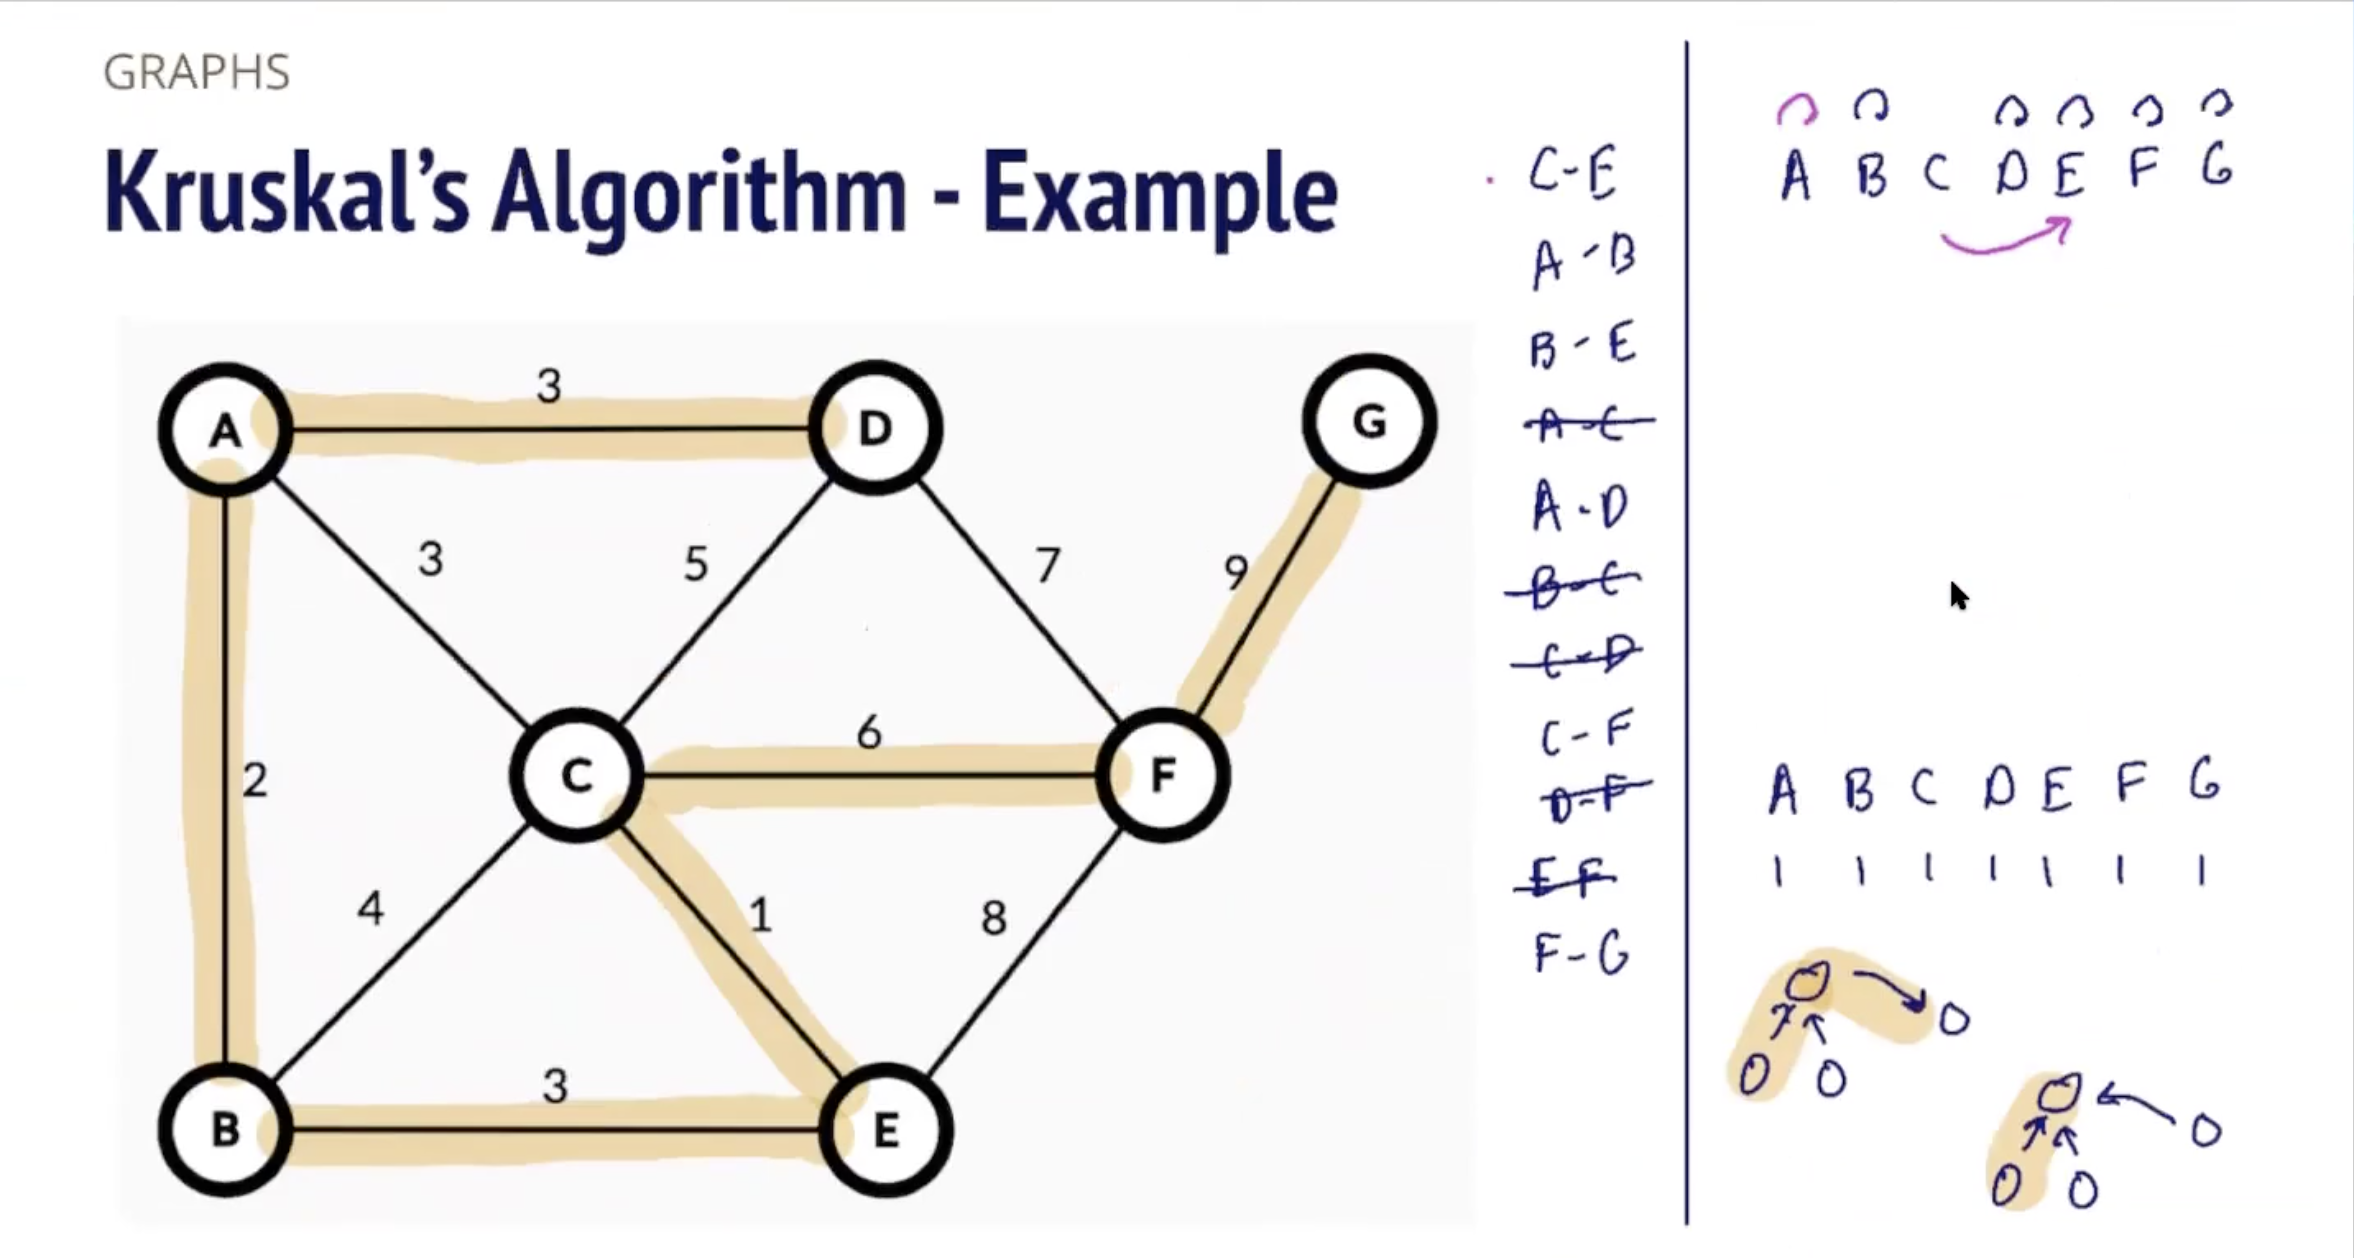 GRAPHS
Kruskal's Algorithm - Example
A
3
D
G
3
5
7
9
2
C
6
F
4
1
8
B
3
E
C-E
A-B
B-E
A-C
A-D
B-C
C-D
C-F
D-F
E F
F-G
A B C D E F G
A B C D E F G
1 1 1 1 1 1 1